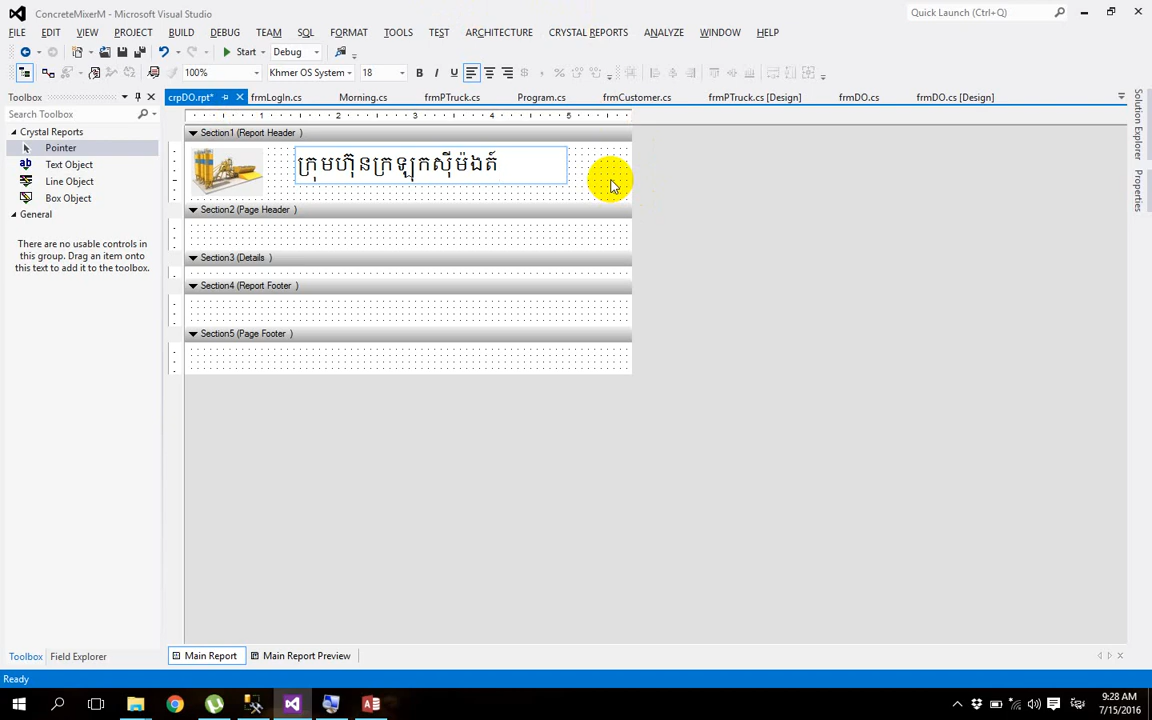 ConcreteMixerM - Microsoft Visual Studio
Quick Launch (Ctrl+Q)
FILE EDIT VIEW PROJECT BUILD DEBUG TEAM SQL FORMAT TOOLS TEST ARCHITECTURE CRYSTAL REPORTS ANALYZE WINDOW HELP
Start Debug
100% Khmer OS System 18 B I U
Toolbox
crpDO.rpt* frmLogIn.cs Morning.cs frmPTruck.cs Program.cs frmCustomer.cs frmPTruck.cs [Design] frmDO.cs frmDO.cs [Design]
Search Toolbox
1 2 3 4 5
Crystal Reports
Pointer
Text Object
Line Object
Box Object
General
There are no usable controls in
this group. Drag an item onto
this text to add it to the toolbox.
Section1 (Report Header )
ក្រុមហ៊ុនក្រឡុកស៊ីម៉ងត៍
Section2 (Page Header )
Section3 (Details )
Section4 (Report Footer )
Section5 (Page Footer )
Solution Explorer
Properties
Toolbox Field Explorer
Main Report Main Report Preview
Ready
9:28 AM
7/15/2016